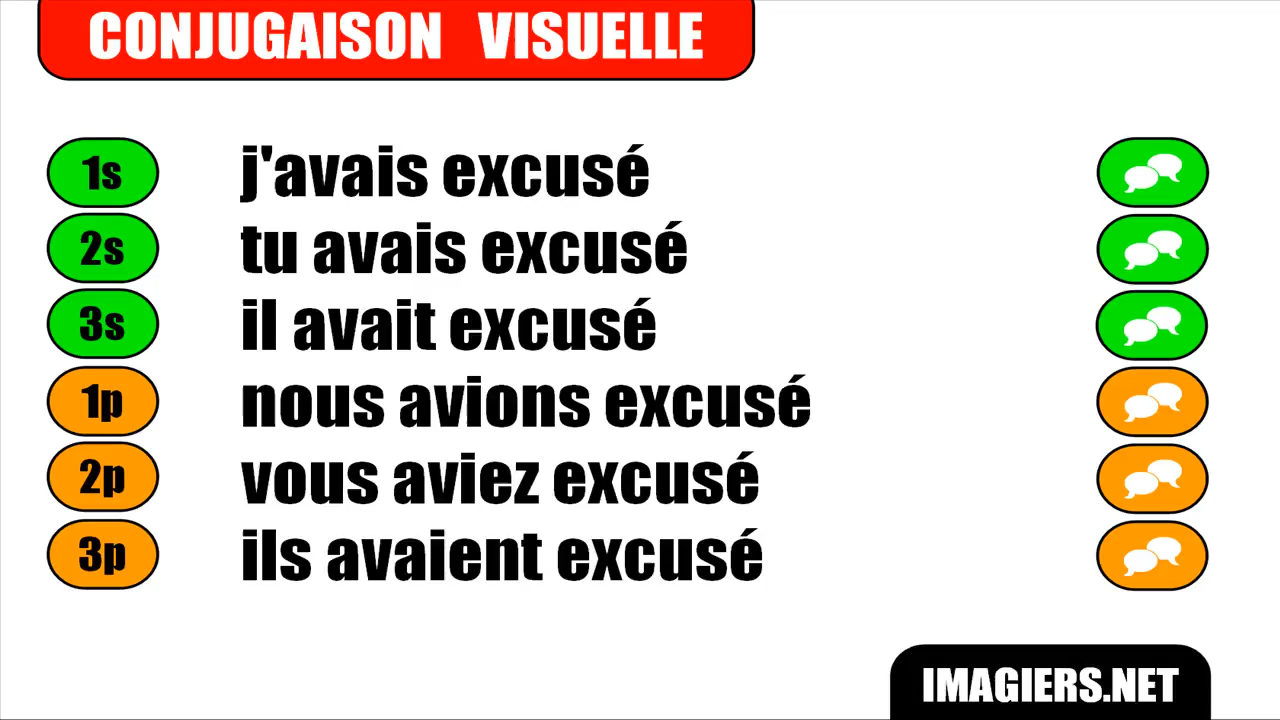 CONJUGAISON VISUELLE
1s j'avais excusé
2s tu avais excusé
3s il avait excusé
1p nous avions excusé
2p vous aviez excusé
3p ils avaient excusé
IMAGIERS.NET